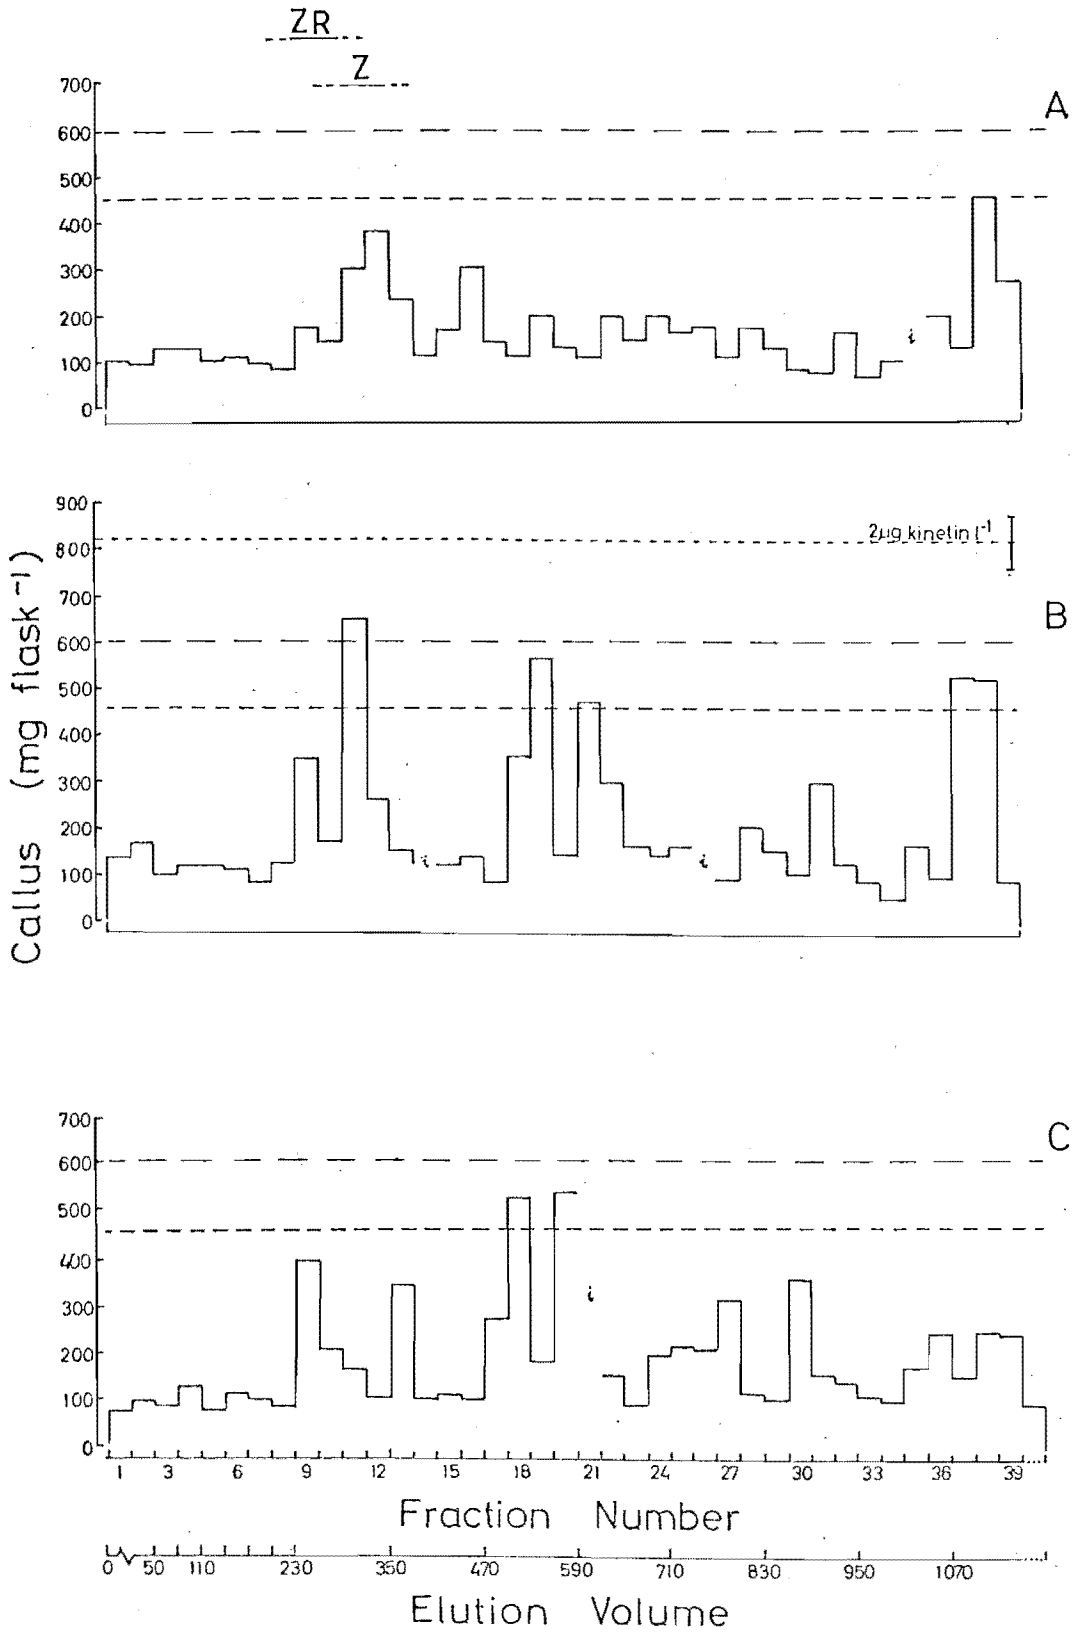 ZR
Z
A
700
600
500
400
300
200
100
0
i
B
900
800
700
600
500
400
300
200
100
0
2µg kinetin l⁻¹
i
i
Callus (mg flask⁻¹)
C
700
600
500
400
300
200
100
0
i
1 3 6 9 12 15 18 21 24 27 30 33 36 39
Fraction Number
0 50 110 230 350 470 590 710 830 950 1070
Elution Volume